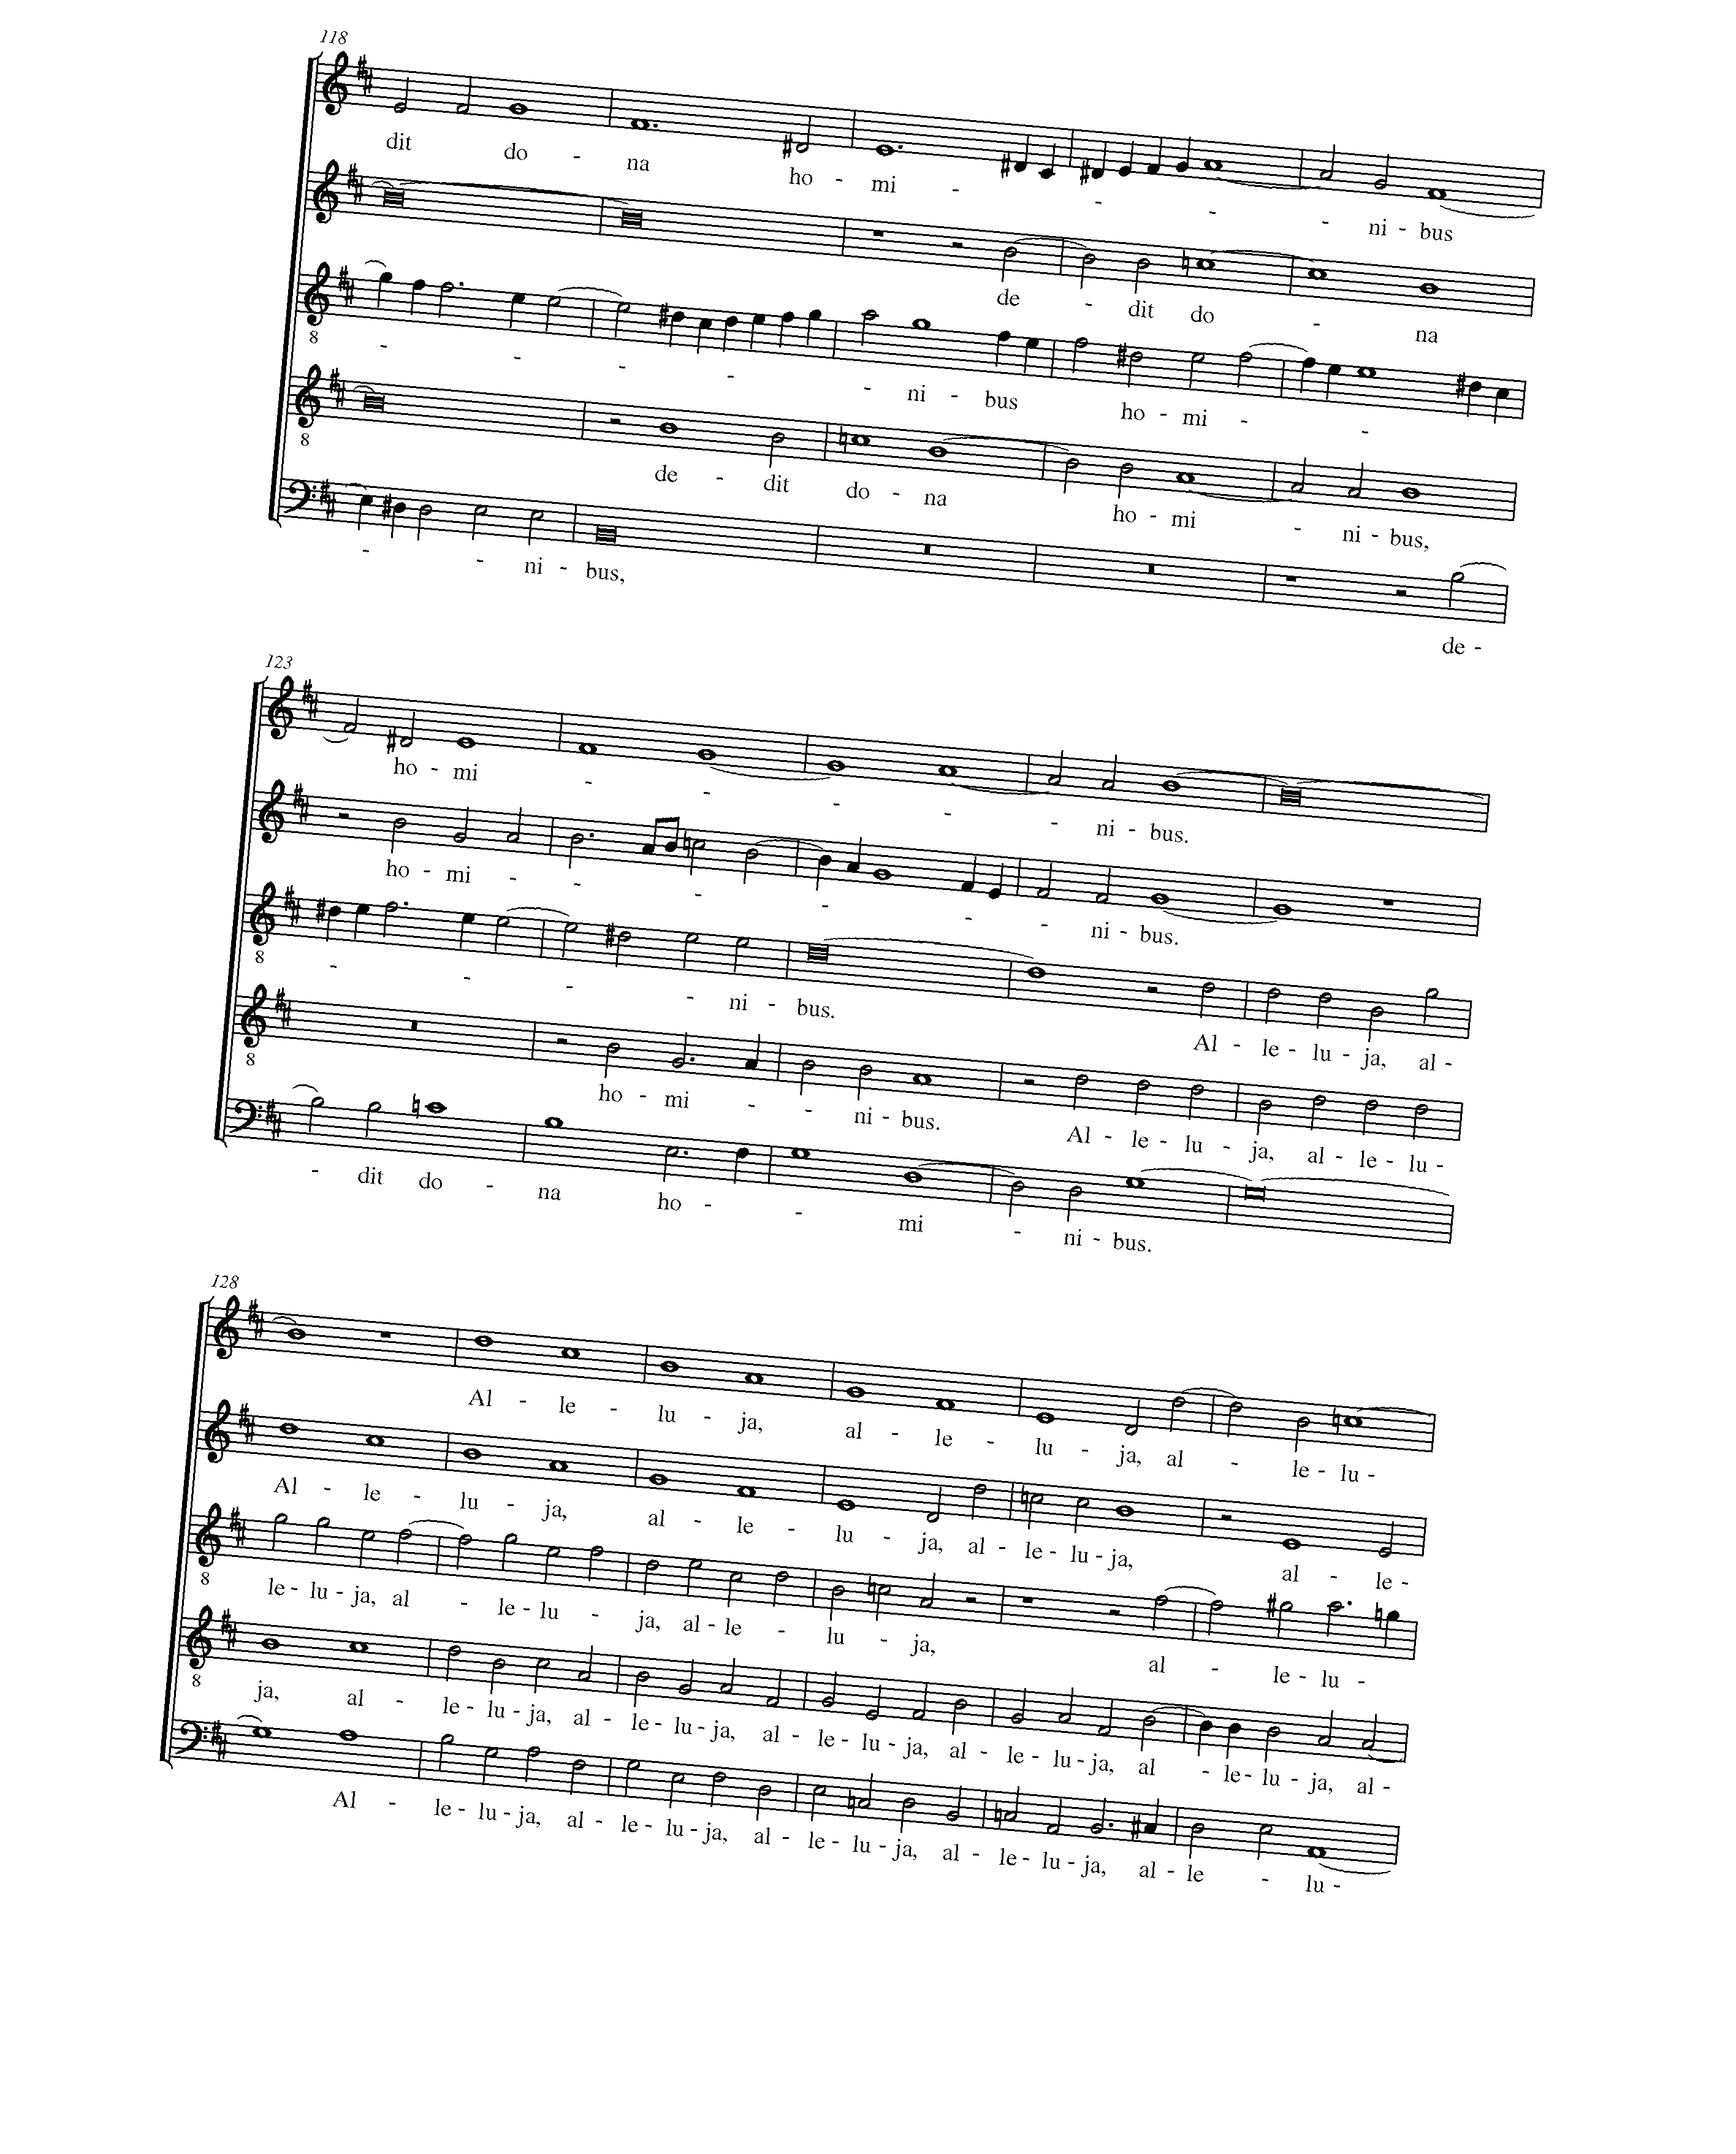 118
dit do - na ho - mi - - - - ni - bus
de - dit do - na
8
- - - - - ni - bus ho - mi - -
8
de - dit do - na ho - mi - ni - bus,
- - ni - bus, de -
123
ho - mi - - - - - ni - bus.
ho - mi - - - - - - ni - bus.
8
- - - - ni - bus. Al - le - lu - ja, al -
8
ho - mi - - ni - bus. Al - le - lu - ja, al - le - lu -
- dit do - na ho - - mi - ni - bus.
128
Al - le - lu - ja, al - le - lu - ja, al - le - lu -
Al - le - lu - ja, al - le - lu - ja, al - le - lu - ja, al - le -
8
le - lu - ja, al - le - lu - ja, al - le - lu - ja, al - le - lu -
8
ja, al - le - lu - ja, al - le - lu - ja, al - le - lu - ja, al - le - lu - ja, al - le - lu - ja, al -
Al - le - lu - ja, al - le - lu - ja, al - le - lu - ja, al - le - lu - ja, al - le - lu -